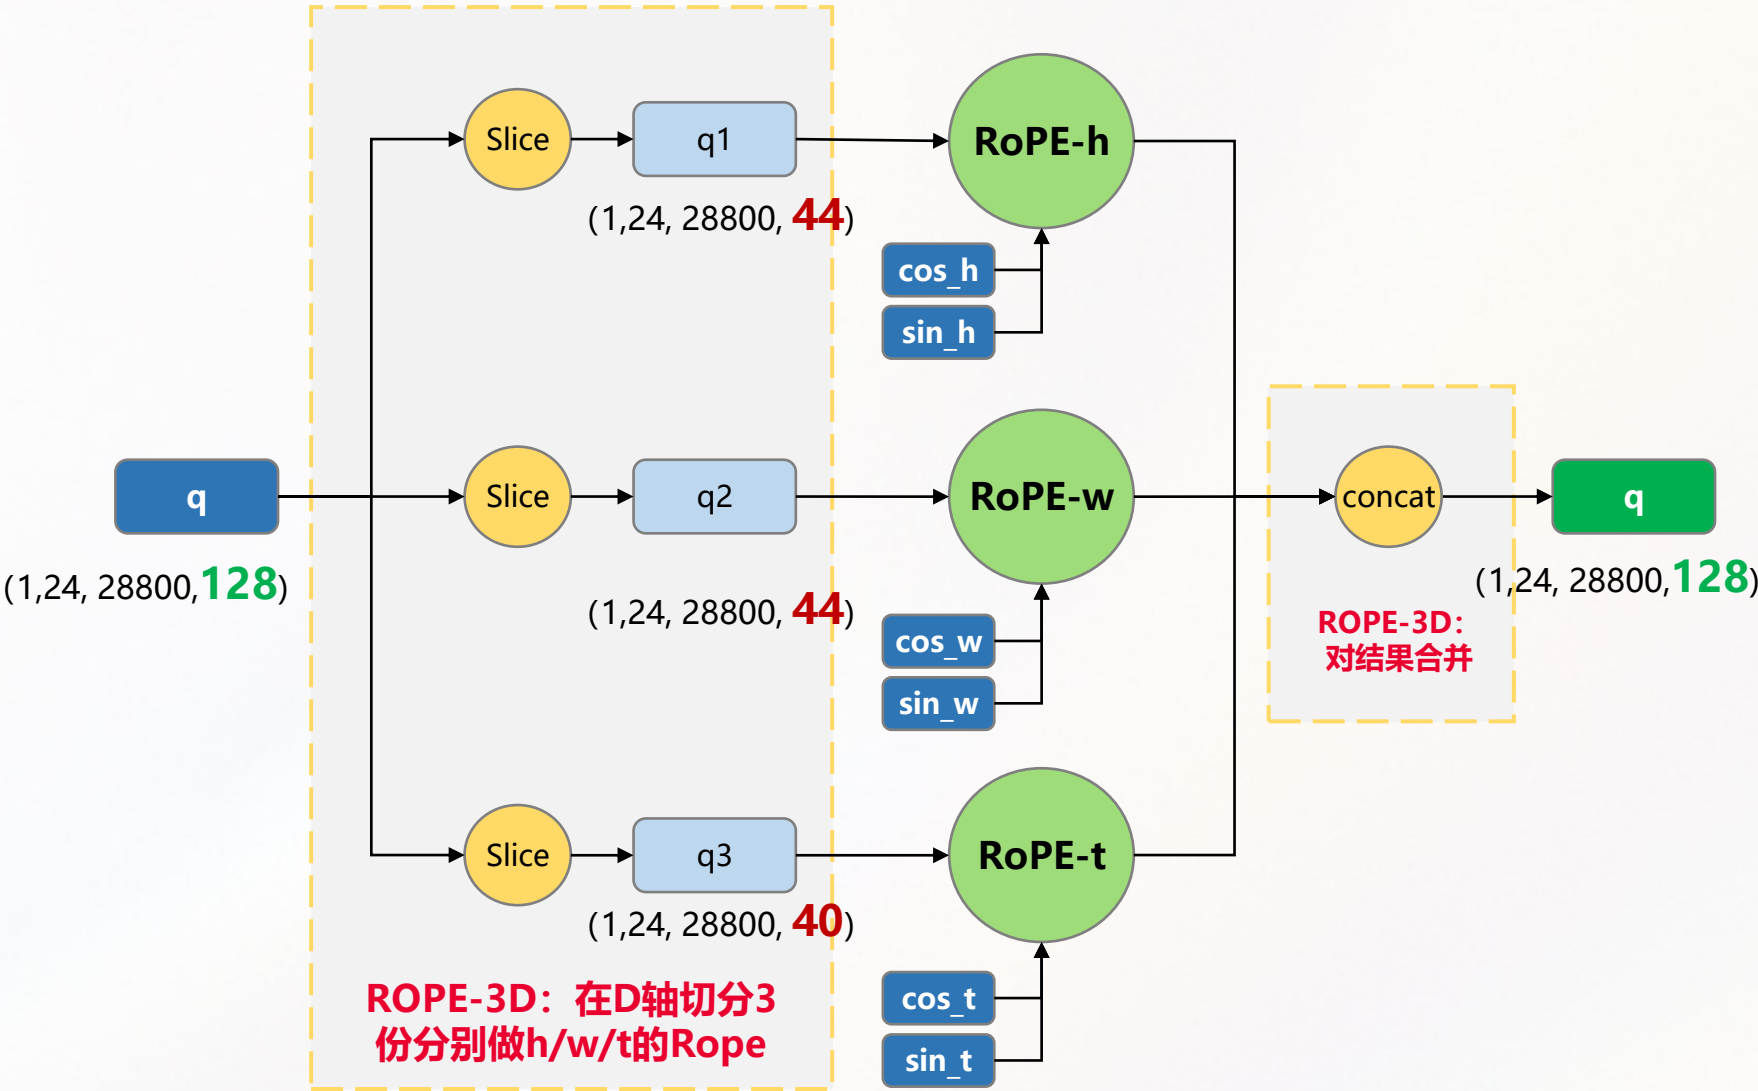 Slice
q1
RoPE-h
(1,24, 28800, 44)
cos_h
sin_h
q
(1,24, 28800,128)
Slice
q2
RoPE-w
(1,24, 28800, 44)
cos_w
sin_w
concat
q
(1,24, 28800,128)
ROPE-3D：
对结果合并
Slice
q3
RoPE-t
(1,24, 28800, 40)
cos_t
sin_t
ROPE-3D：在D轴切分3
份分别做h/w/t的Rope